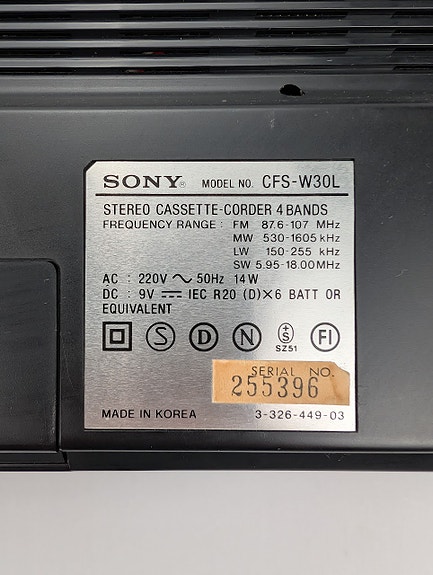 SONY® MODEL NO. CFS-W30L
STEREO CASSETTE-CORDER 4 BANDS
FREQUENCY RANGE : FM 87.6-107 MHz
MW 530-1605 kHz
LW 150-255 kHz
SW 5.95-18.00 MHz
AC : 220V ~ 50Hz 14W
DC : 9V ⎓ IEC R20 (D)×6 BATT OR
EQUIVALENT
S D N S SZ51 FI
SERIAL NO.
255396
MADE IN KOREA 3-326-449-03